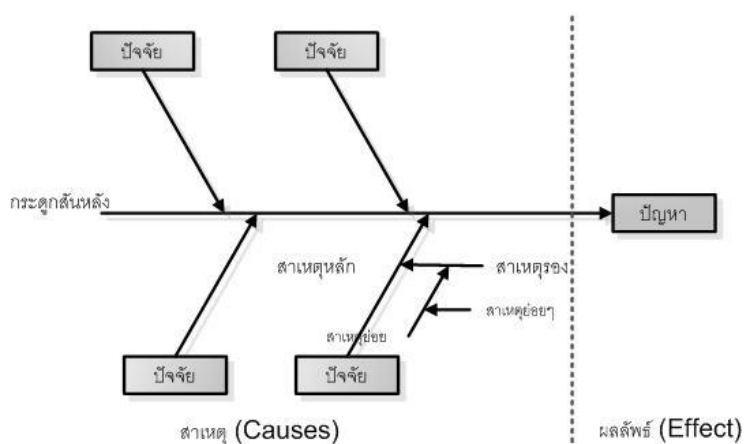 ปัจจัย
ปัจจัย
กระดูกสันหลัง
ปัญหา
สาเหตุหลัก
สาเหตุรอง
สาเหตุย่อยๆ
สาเหตุย่อย
ปัจจัย
ปัจจัย
สาเหตุ (Causes)
ผลลัพธ์ (Effect)